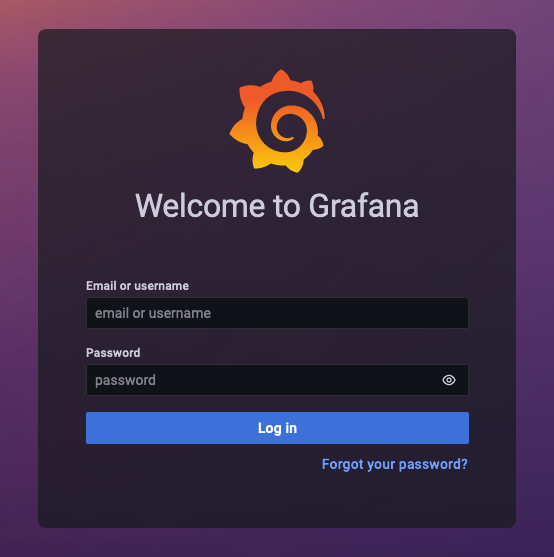 Welcome to Grafana
Email or username
email or username
Password
password
Log in
Forgot your password?